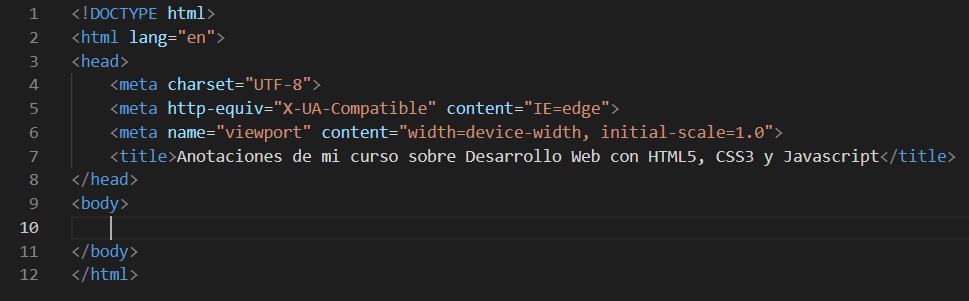 1 <!DOCTYPE html>
2 <html lang="en">
3 <head>
4     <meta charset="UTF-8">
5     <meta http-equiv="X-UA-Compatible" content="IE=edge">
6     <meta name="viewport" content="width=device-width, initial-scale=1.0">
7     <title>Anotaciones de mi curso sobre Desarrollo Web con HTML5, CSS3 y Javascript</title>
8 </head>
9 <body>
10
11 </body>
12 </html>